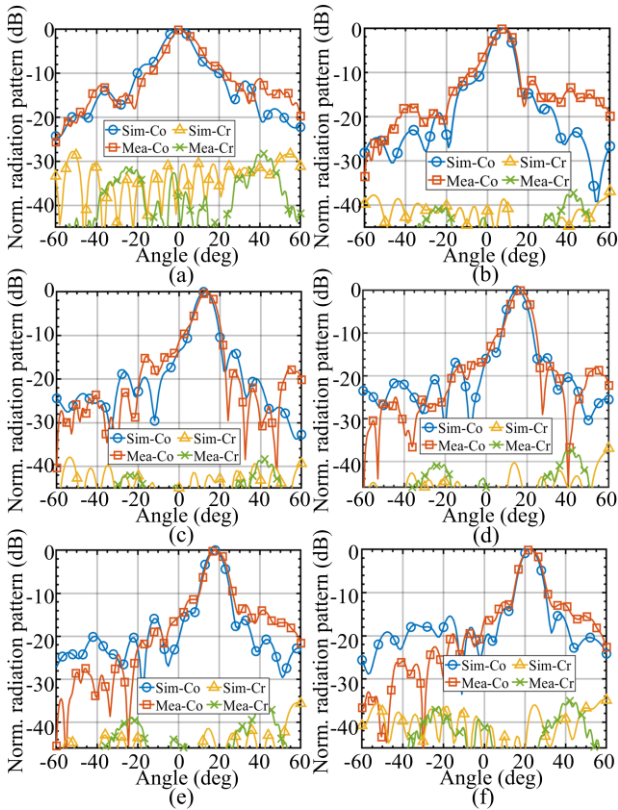 Norm. radiation pattern (dB)
0
-10
-20
-30
-40
Sim-Co Sim-Cr
Mea-Co Mea-Cr
-60 -40 -20 0 20 40 60
Angle (deg)
(a)
Norm. radiation pattern (dB)
0
-10
-20
-30
-40
Sim-Co Sim-Cr
Mea-Co Mea-Cr
-60 -40 -20 0 20 40 60
Angle (deg)
(b)
Norm. radiation pattern (dB)
0
-10
-20
-30
-40
Sim-Co Sim-Cr
Mea-Co Mea-Cr
-60 -40 -20 0 20 40 60
Angle (deg)
(c)
Norm. radiation pattern (dB)
0
-10
-20
-30
-40
Sim-Co Sim-Cr
Mea-Co Mea-Cr
-60 -40 -20 0 20 40 60
Angle (deg)
(d)
Norm. radiation pattern (dB)
0
-10
-20
-30
-40
Sim-Co Sim-Cr
Mea-Co Mea-Cr
-60 -40 -20 0 20 40 60
Angle (deg)
(e)
Norm. radiation pattern (dB)
0
-10
-20
-30
-40
Sim-Co Sim-Cr
Mea-Co Mea-Cr
-60 -40 -20 0 20 40 60
Angle (deg)
(f)